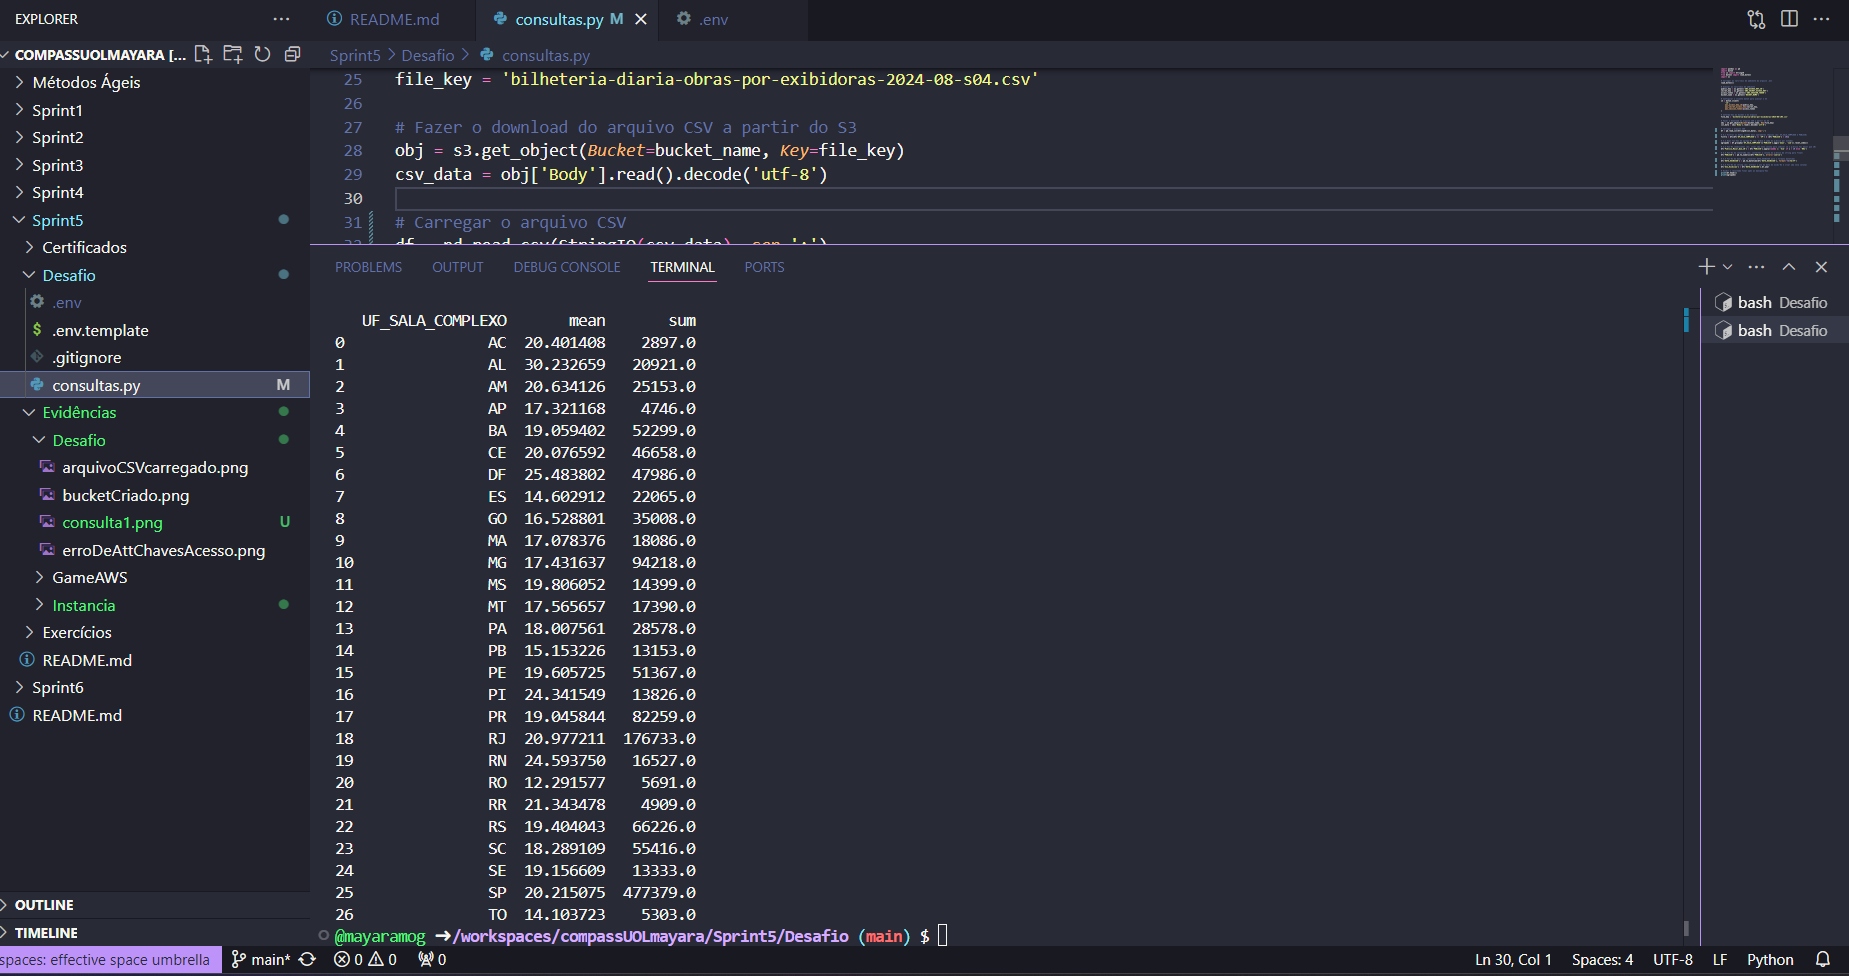 EXPLORER
README.md
consultas.py M
.env
COMPASSUOLMAYARA [...
Métodos Ágeis
Sprint1
Sprint2
Sprint3
Sprint4
Sprint5
Certificados
Desafio
.env
.env.template
.gitignore
consultas.py M
Evidências
Desafio
arquivoCSVcarregado.png
bucketCriado.png
consulta1.png U
erroDeAttChavesAcesso.png
GameAWS
Instancia
Exercícios
README.md
Sprint6
README.md
OUTLINE
TIMELINE
Sprint5 > Desafio > consultas.py
25 file_key = 'bilheteria-diaria-obras-por-exibidoras-2024-08-s04.csv'
26
27 # Fazer o download do arquivo CSV a partir do S3
28 obj = s3.get_object(Bucket=bucket_name, Key=file_key)
29 csv_data = obj['Body'].read().decode('utf-8')
30
31 # Carregar o arquivo CSV
32 df = pd.read_csv(StringIO(csv_data), sep=';')
PROBLEMS OUTPUT DEBUG CONSOLE TERMINAL PORTS
bash Desafio
bash Desafio
UF_SALA_COMPLEXO mean sum
0 AC 20.401408 2897.0
1 AL 30.232659 20921.0
2 AM 20.634126 25153.0
3 AP 17.321168 4746.0
4 BA 19.059402 52299.0
5 CE 20.076592 46658.0
6 DF 25.483802 47986.0
7 ES 14.602912 22065.0
8 GO 16.528801 35008.0
9 MA 17.078376 18086.0
10 MG 17.431637 94218.0
11 MS 19.806052 14399.0
12 MT 17.565657 17390.0
13 PA 18.007561 28578.0
14 PB 15.153226 13153.0
15 PE 19.605725 51367.0
16 PI 24.341549 13826.0
17 PR 19.045844 82259.0
18 RJ 20.977211 176733.0
19 RN 24.593750 16527.0
20 RO 12.291577 5691.0
21 RR 21.343478 4909.0
22 RS 19.404043 66226.0
23 SC 18.289109 55416.0
24 SE 19.156609 13333.0
25 SP 20.215075 477379.0
26 TO 14.103723 5303.0
@mayaramog ➜/workspaces/compassUOLmayara/Sprint5/Desafio (main) $
spaces: effective space umbrella main* 0 0 0 Ln 30, Col 1 Spaces: 4 UTF-8 LF Python